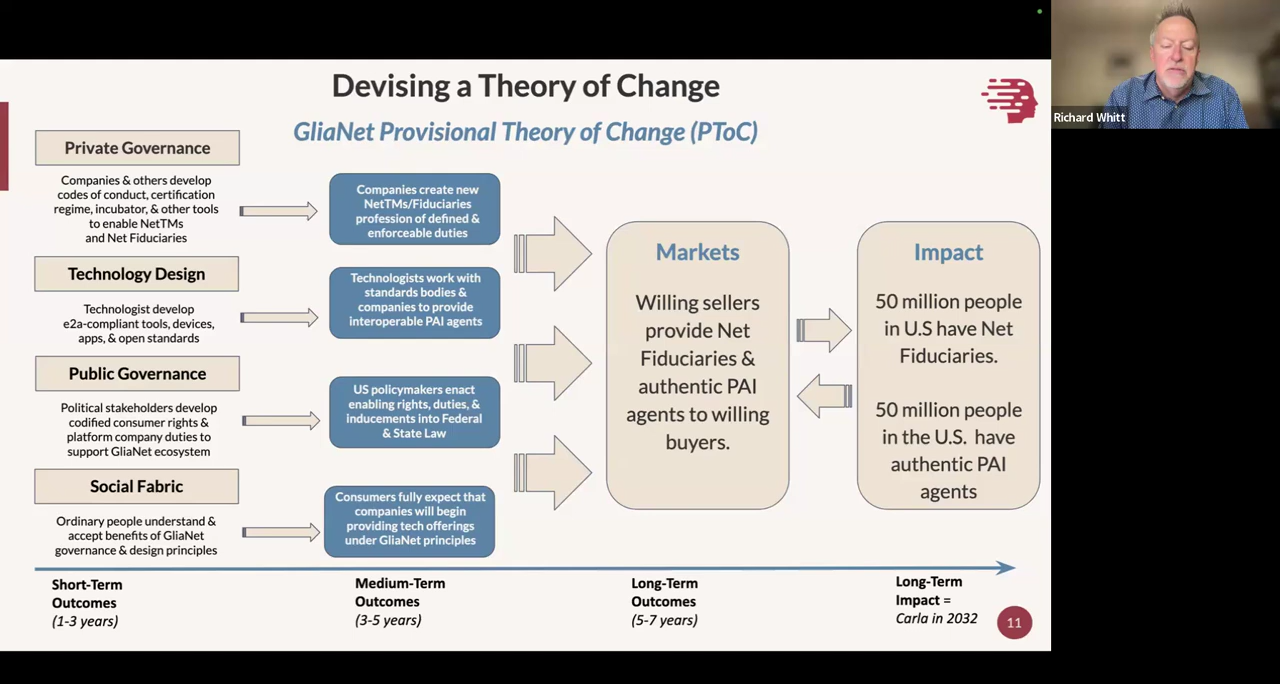 Devising a Theory of Change
GliaNet Provisional Theory of Change (PToC)
Richard Whitt
Private Governance
Companies & others develop
codes of conduct, certification
regime, incubator, & other tools
to enable NetTMs
and Net Fiduciaries
Technology Design
Technologist develop
e2a-compliant tools, devices,
apps, & open standards
Public Governance
Political stakeholders develop
codified consumer rights &
platform company duties to
support GliaNet ecosystem
Social Fabric
Ordinary people understand &
accept benefits of GliaNet
governance & design principles
Companies create new
NetTMs/Fiduciaries
profession of defined &
enforceable duties
Technologists work with
standards bodies &
companies to provide
interoperable PAI agents
US policymakers enact
enabling rights, duties, &
inducements into Federal
& State Law
Consumers fully expect that
companies will begin
providing tech offerings
under GliaNet principles
Markets
Willing sellers
provide Net
Fiduciaries &
authentic PAI
agents to willing
buyers.
Impact
50 million people
in U.S have Net
Fiduciaries.
50 million people
in the U.S. have
authentic PAI
agents
Short-Term
Outcomes
(1-3 years)
Medium-Term
Outcomes
(3-5 years)
Long-Term
Outcomes
(5-7 years)
Long-Term
Impact =
Carla in 2032
11